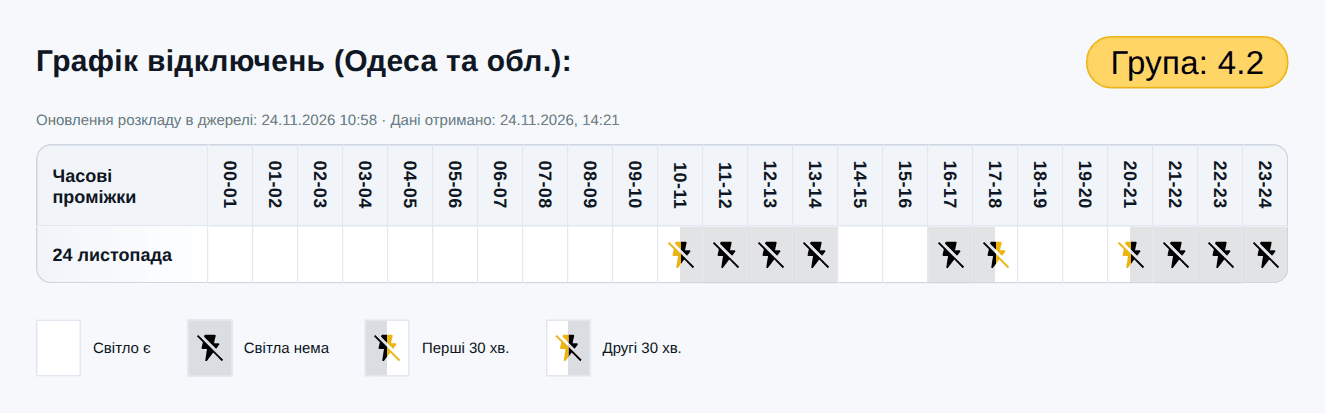 Графік відключень (Одеса та обл.):
Група: 4.2
Оновлення розкладу в джерелі: 24.11.2026 10:58 · Дані отримано: 24.11.2026, 14:21
Часові
проміжки
00-01
01-02
02-03
03-04
04-05
05-06
06-07
07-08
08-09
09-10
10-11
11-12
12-13
13-14
14-15
15-16
16-17
17-18
18-19
19-20
20-21
21-22
22-23
23-24
24 листопада
Світло є
Світла нема
Перші 30 хв.
Другі 30 хв.